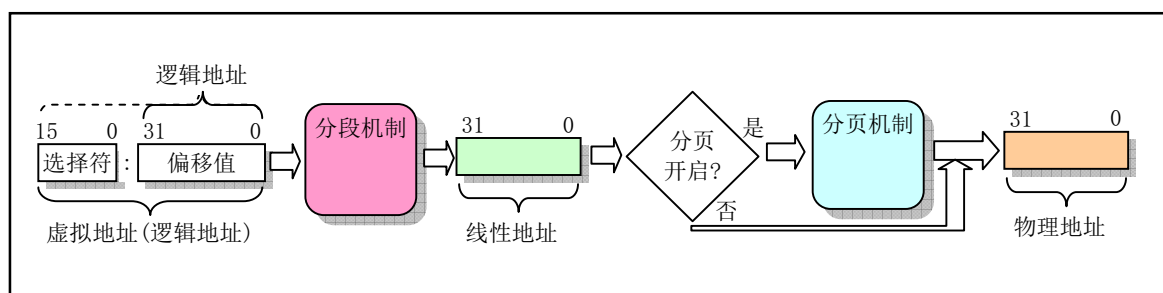 逻辑地址
15 0 31 0
选择符 : 偏移值
虚拟地址(逻辑地址)
分段机制
31 0
线性地址
分页
开启?
是
否
分页机制
31 0
物理地址